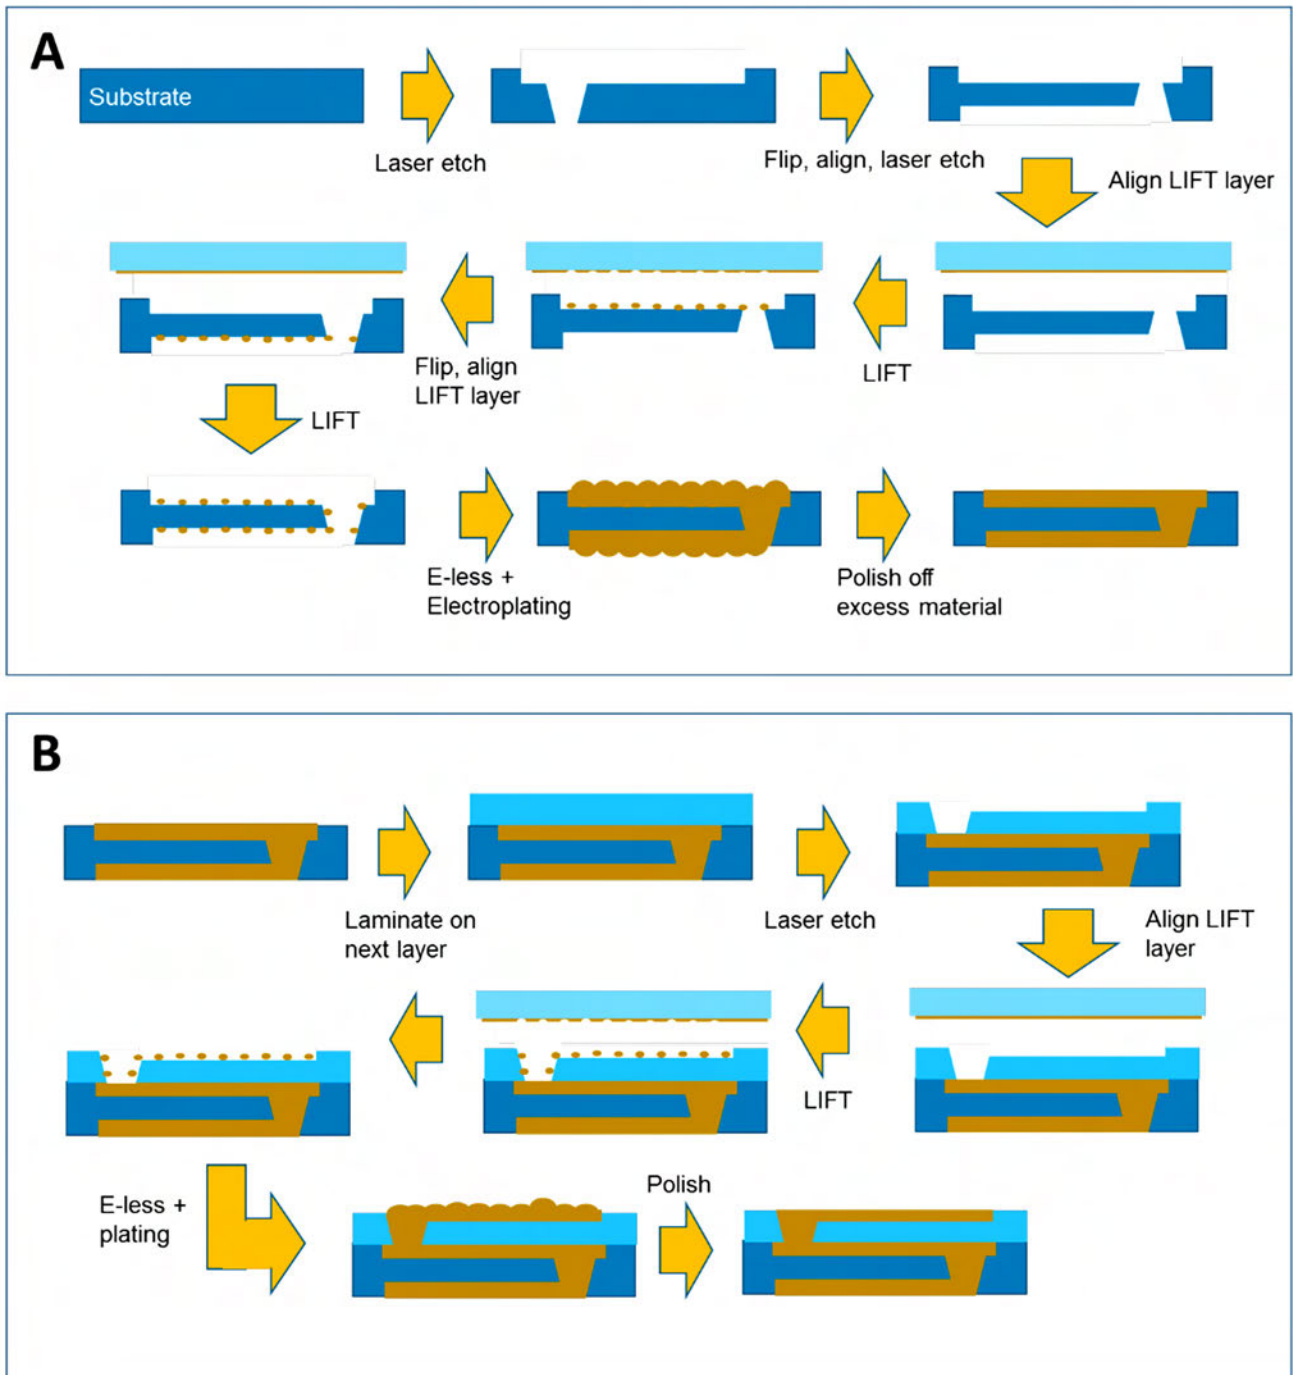 A
Substrate
Laser etch
Flip, align, laser etch
Align LIFT layer
LIFT
Flip, align
LIFT layer
LIFT
E-less +
Electroplating
Polish off
excess material
B
Laminate on
next layer
Laser etch
Align LIFT
layer
LIFT
E-less +
plating
Polish